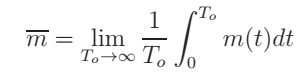 $\overline{m} = \lim_{T_o \to \infty} \frac{1}{T_o} \int_0^{T_o} m(t)dt$